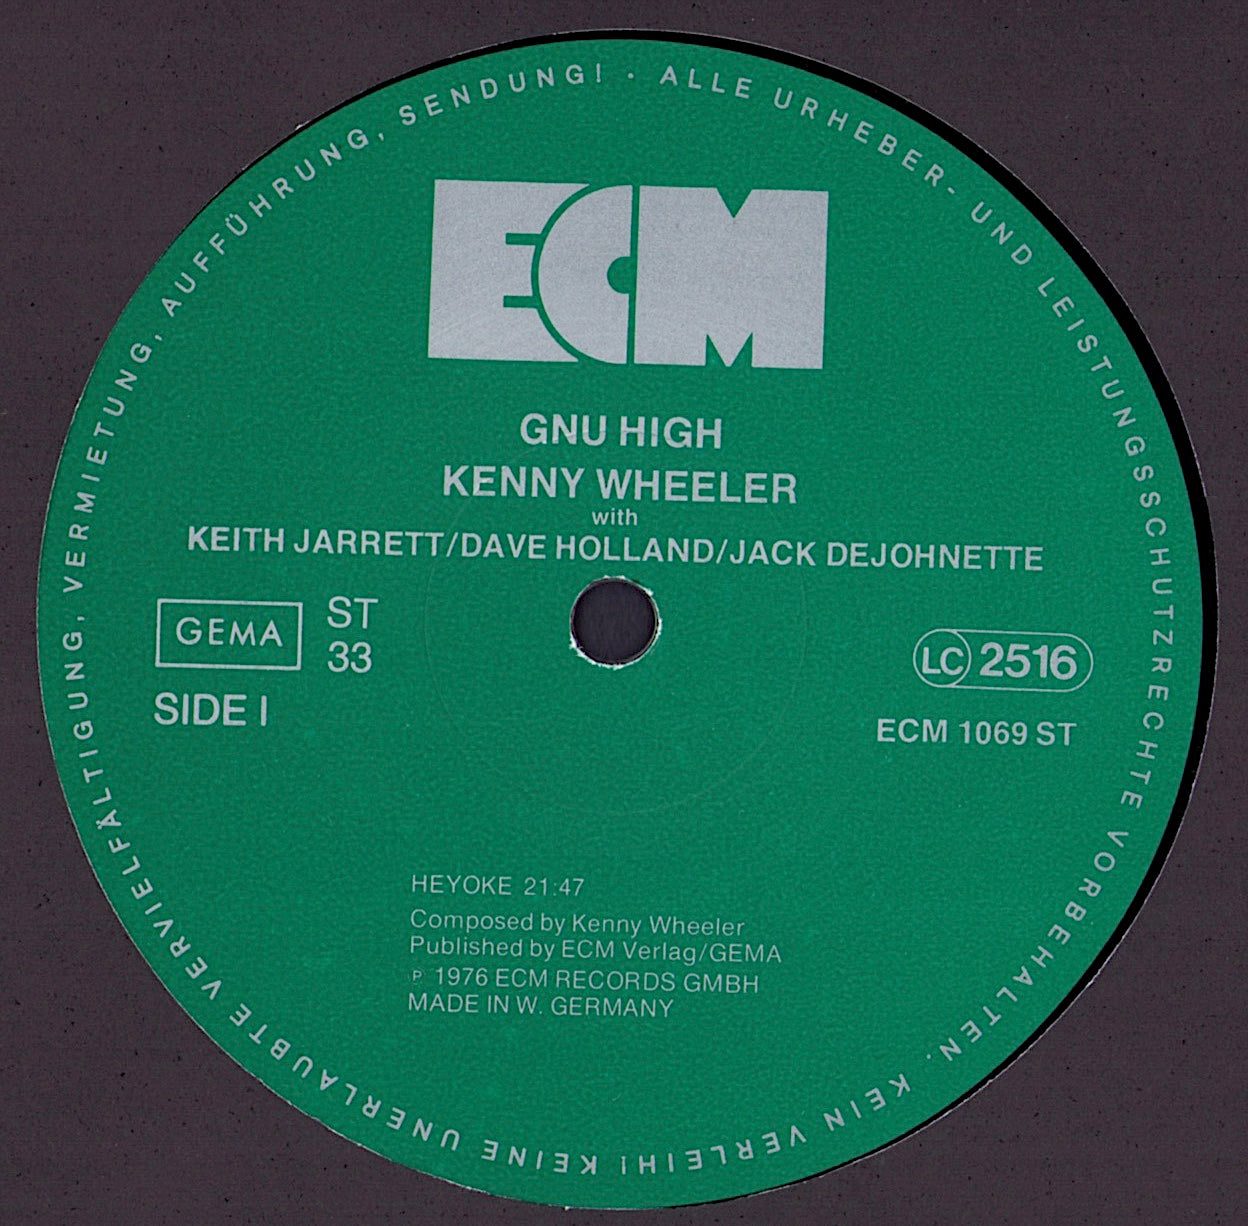 ECM
GNU HIGH
KENNY WHEELER
with
KEITH JARRETT/DAVE HOLLAND/JACK DEJOHNETTE
GEMA
ST
33
SIDE I
LC 2516
ECM 1069 ST
HEYOKE 21:47
Composed by Kenny Wheeler
Published by ECM Verlag/GEMA
℗ 1976 ECM RECORDS GMBH
MADE IN W. GERMANY
ALLE URHEBER- UND LEISTUNGSSCHUTZRECHTE VORBEHALTEN. KEIN VERLEIH! KEINE UNERLAUBTE VERVIELFÄLTIGUNG, VERMIETUNG, AUFFÜHRUNG, SENDUNG! ·